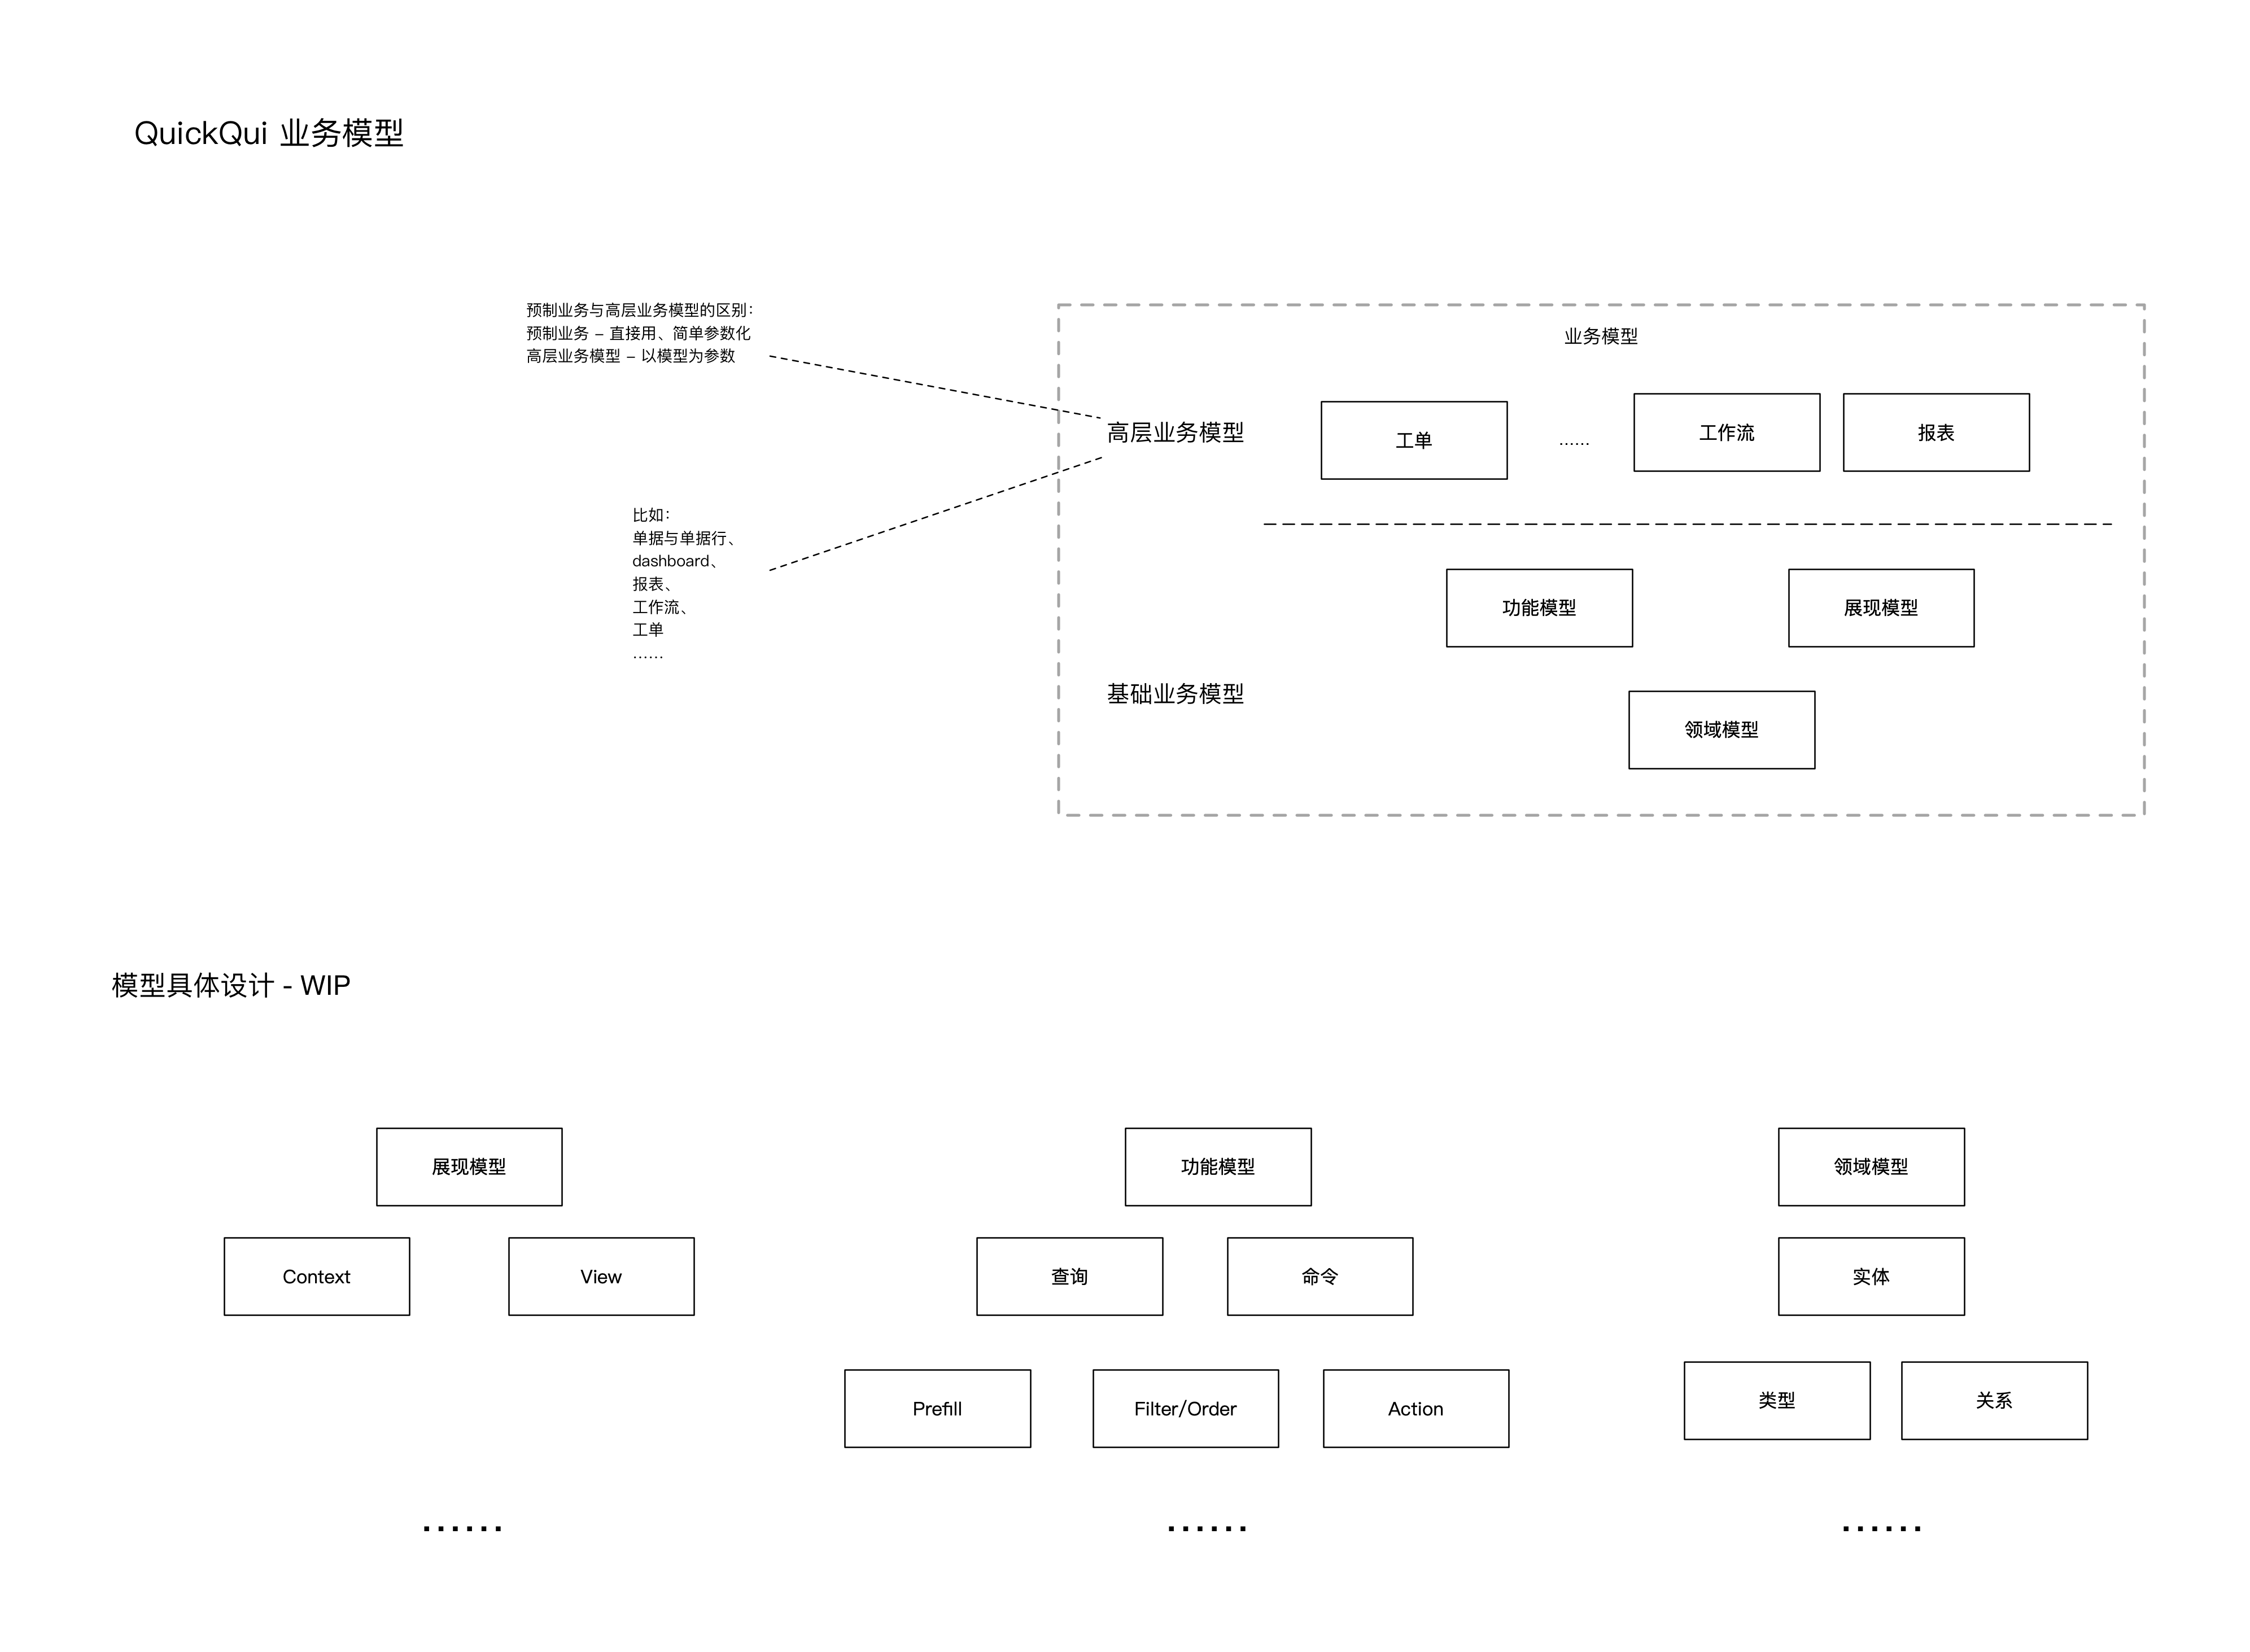 QuickQui 业务模型
预制业务与高层业务模型的区别：
预制业务 – 直接用、简单参数化
高层业务模型 – 以模型为参数
业务模型
高层业务模型
工单
......
工作流
报表
比如：
单据与单据行、
dashboard、
报表、
工作流、
工单
......
功能模型
展现模型
基础业务模型
领域模型
模型具体设计 - WIP
展现模型
功能模型
领域模型
Context
View
查询
命令
实体
Prefill
Filter/Order
Action
类型
关系
......
......
......